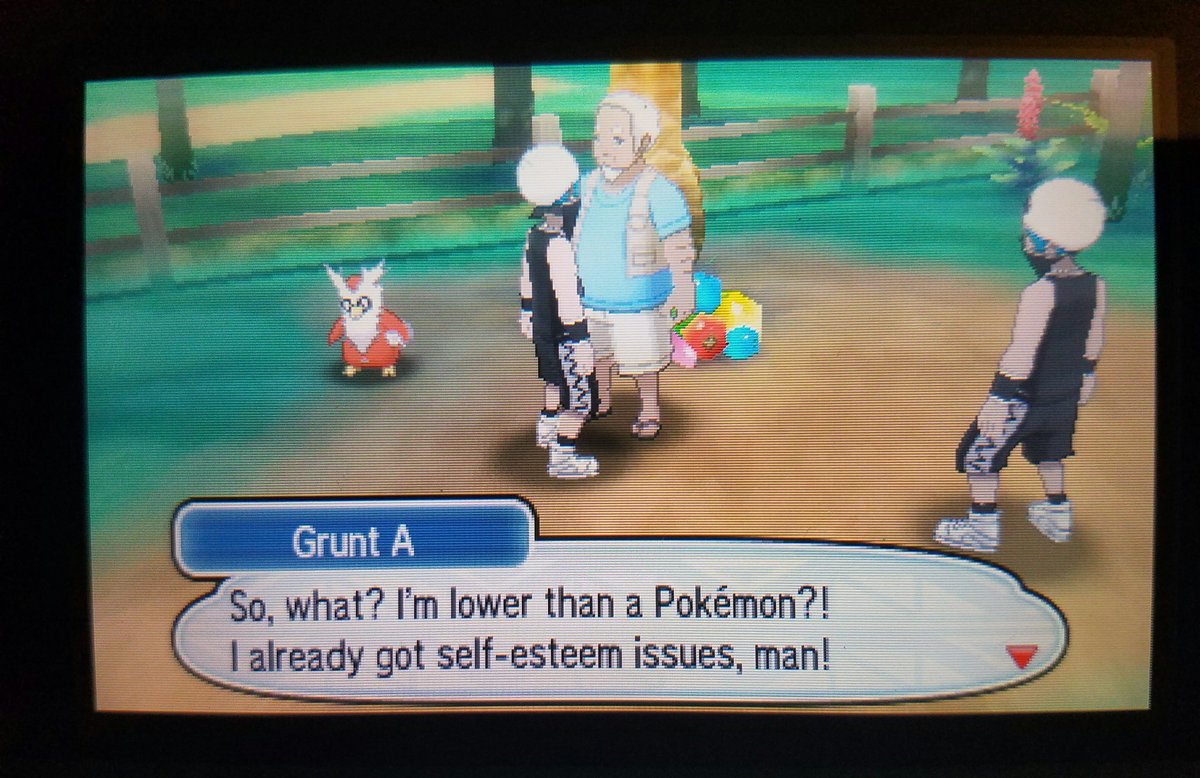 Grunt A
So, what? I'm lower than a Pokémon?!
I already got self-esteem issues, man!